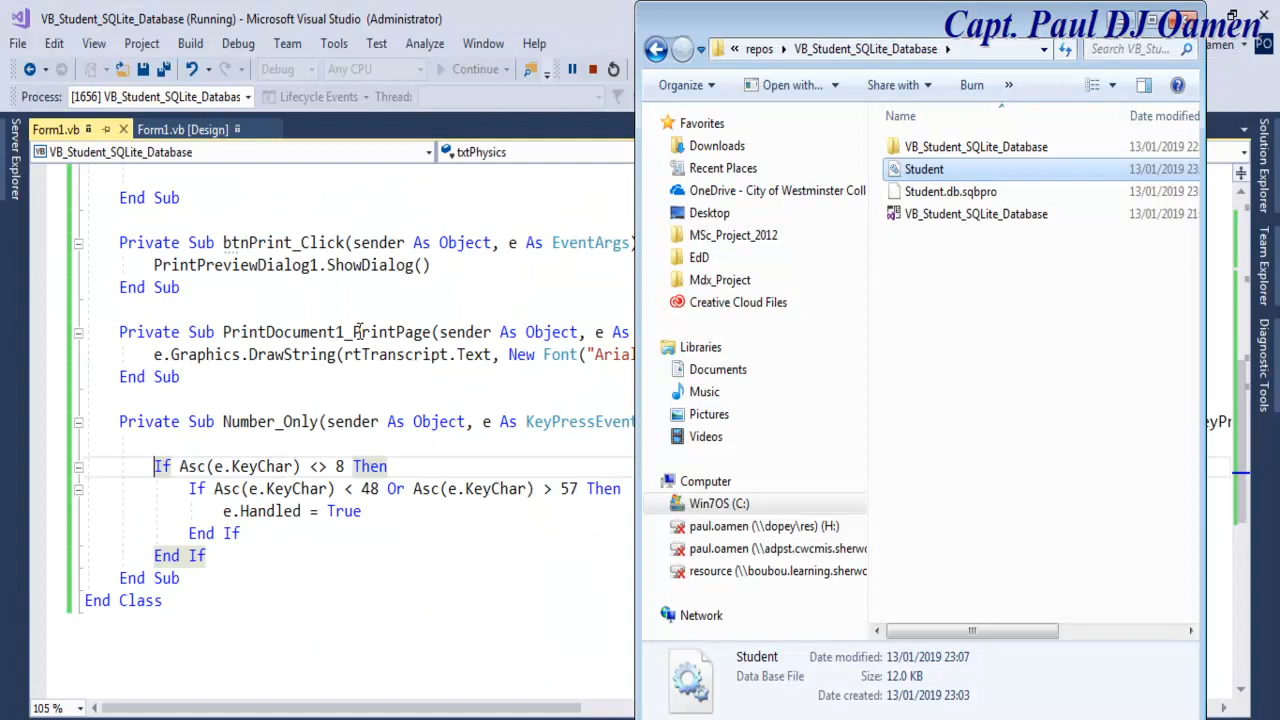 VB_Student_SQLite_Database (Running) - Microsoft Visual Studio (Administrator)
Capt. Paul DJ Oamen
File Edit View Project Build Debug Team Tools Test Analyze Window Help
Debug Any CPU Continue
Process: [1656] VB_Student_SQLite_Databas Lifecycle Events Thread:
Form1.vb Form1.vb [Design]
VB_Student_SQLite_Database txtPhysics
Server Explorer
End Sub
Private Sub btnPrint_Click(sender As Object, e As EventArgs)
PrintPreviewDialog1.ShowDialog()
End Sub
Private Sub PrintDocument1_PrintPage(sender As Object, e As
e.Graphics.DrawString(rtTranscript.Text, New Font("Arial
End Sub
Private Sub Number_Only(sender As Object, e As KeyPressEvent
If Asc(e.KeyChar) <> 8 Then
If Asc(e.KeyChar) < 48 Or Asc(e.KeyChar) > 57 Then
e.Handled = True
End If
End If
End Sub
End Class
105 %
« repos VB_Student_SQLite_Database Search VB_Stu...
Organize Open with... Share with Burn »
Name Date modified
VB_Student_SQLite_Database 13/01/2019 22
Student 13/01/2019 23
Student.db.sqbpro 13/01/2019 23
VB_Student_SQLite_Database 13/01/2019 21
Favorites
Downloads
Recent Places
OneDrive - City of Westminster Coll
Desktop
MSc_Project_2012
EdD
Mdx_Project
Creative Cloud Files
Libraries
Documents
Music
Pictures
Videos
Computer
Win7OS (C:)
paul.oamen (\\dopey\res) (H:)
paul.oamen (\\adpst.cwcmis.sherwo
resource (\\boubou.learning.sherwc
Network
Student Date modified: 13/01/2019 23:07
Data Base File Size: 12.0 KB
Date created: 13/01/2019 23:03
amen PO
Solution Explorer
Team Explorer
Diagnostic Tools
eyPr